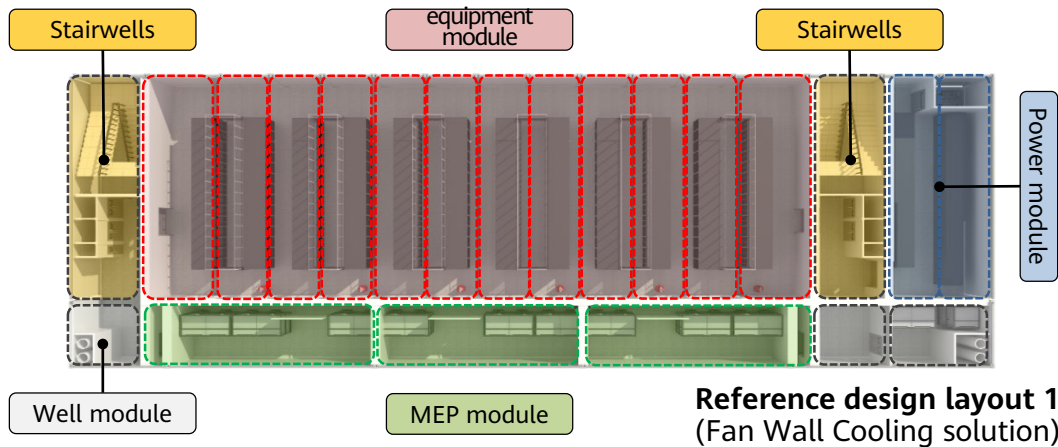 Stairwells
equipment
module
Stairwells
Power module
Well module
MEP module
Reference design layout 1
(Fan Wall Cooling solution)